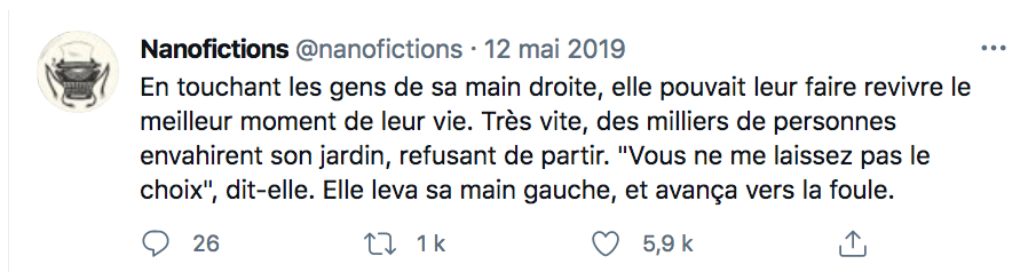 Nanofictions @nanofictions · 12 mai 2019 ...
En touchant les gens de sa main droite, elle pouvait leur faire revivre le
meilleur moment de leur vie. Très vite, des milliers de personnes
envahirent son jardin, refusant de partir. "Vous ne me laissez pas le
choix", dit-elle. Elle leva sa main gauche, et avança vers la foule.
26 1 k 5,9 k